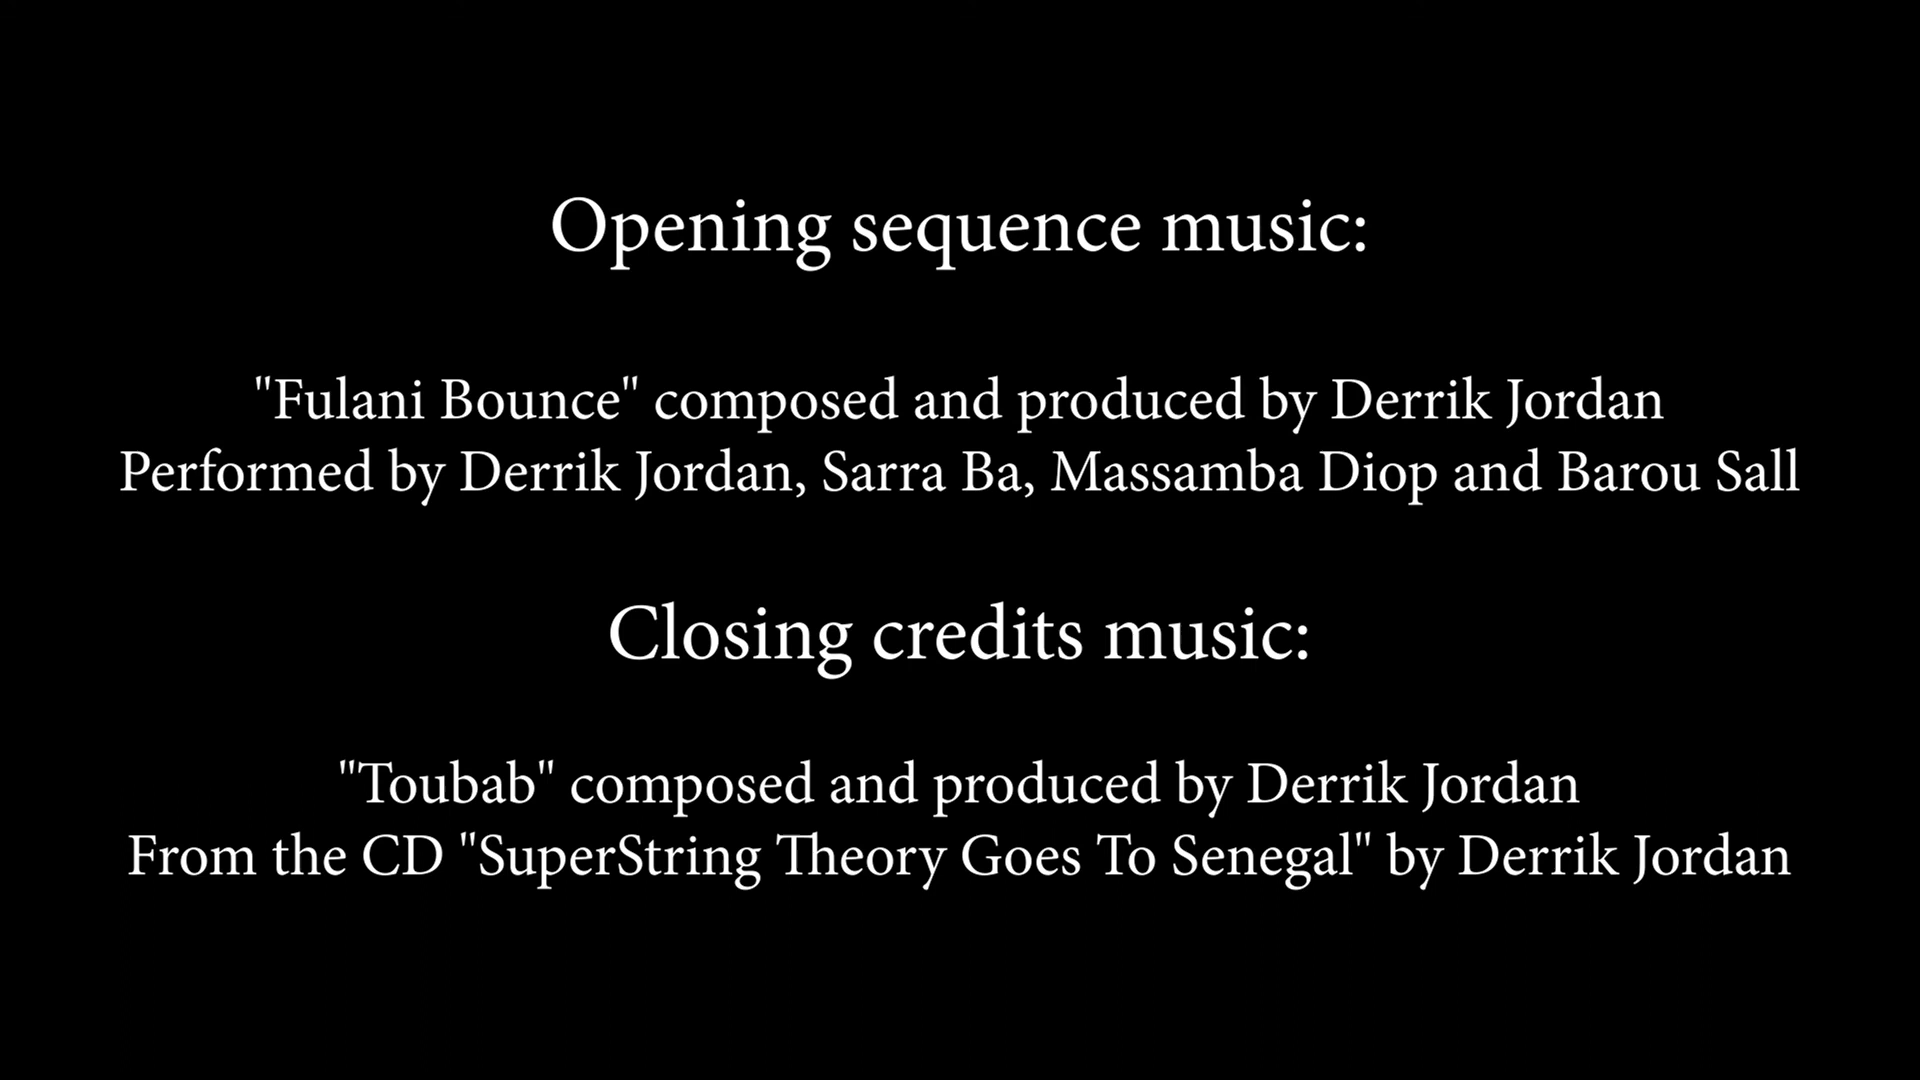 Opening sequence music:
"Fulani Bounce" composed and produced by Derrik Jordan
Performed by Derrik Jordan, Sarra Ba, Massamba Diop and Barou Sall
Closing credits music:
"Toubab" composed and produced by Derrik Jordan
From the CD "SuperString Theory Goes To Senegal" by Derrik Jordan